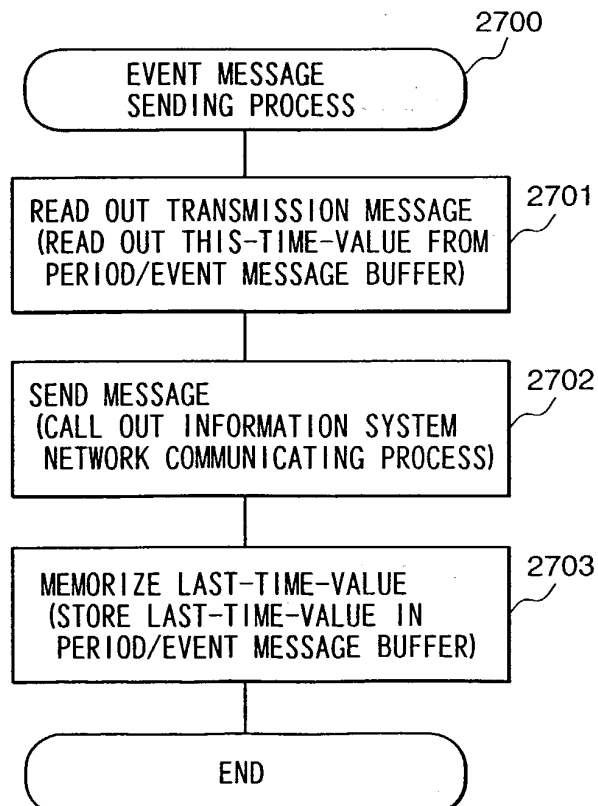 2700
EVENT MESSAGE
SENDING PROCESS
2701
READ OUT TRANSMISSION MESSAGE
(READ OUT THIS-TIME-VALUE FROM
PERIOD/EVENT MESSAGE BUFFER)
2702
SEND MESSAGE
(CALL OUT INFORMATION SYSTEM
NETWORK COMMUNICATING PROCESS)
2703
MEMORIZE LAST-TIME-VALUE
(STORE LAST-TIME-VALUE IN
PERIOD/EVENT MESSAGE BUFFER)
END